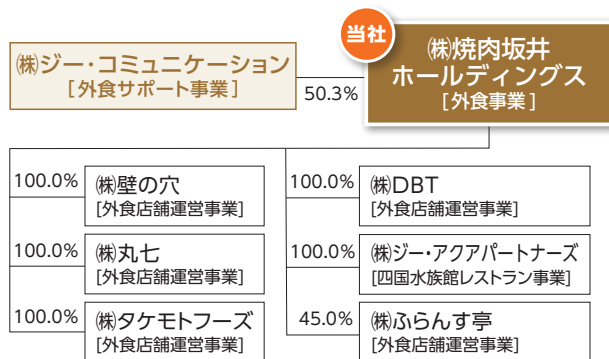 当社
㈱ジー・コミュニケーション
[外食サポート事業]
50.3%
㈱焼肉坂井
ホールディングス
[外食事業]
100.0%
㈱壁の穴
[外食店舗運営事業]
100.0%
㈱DBT
[外食店舗運営事業]
100.0%
㈱丸七
[外食店舗運営事業]
100.0%
㈱ジー・アクアパートナーズ
[四国水族館レストラン事業]
100.0%
㈱タケモトフーズ
[外食店舗運営事業]
45.0%
㈱ふらんす亭
[外食店舗運営事業]